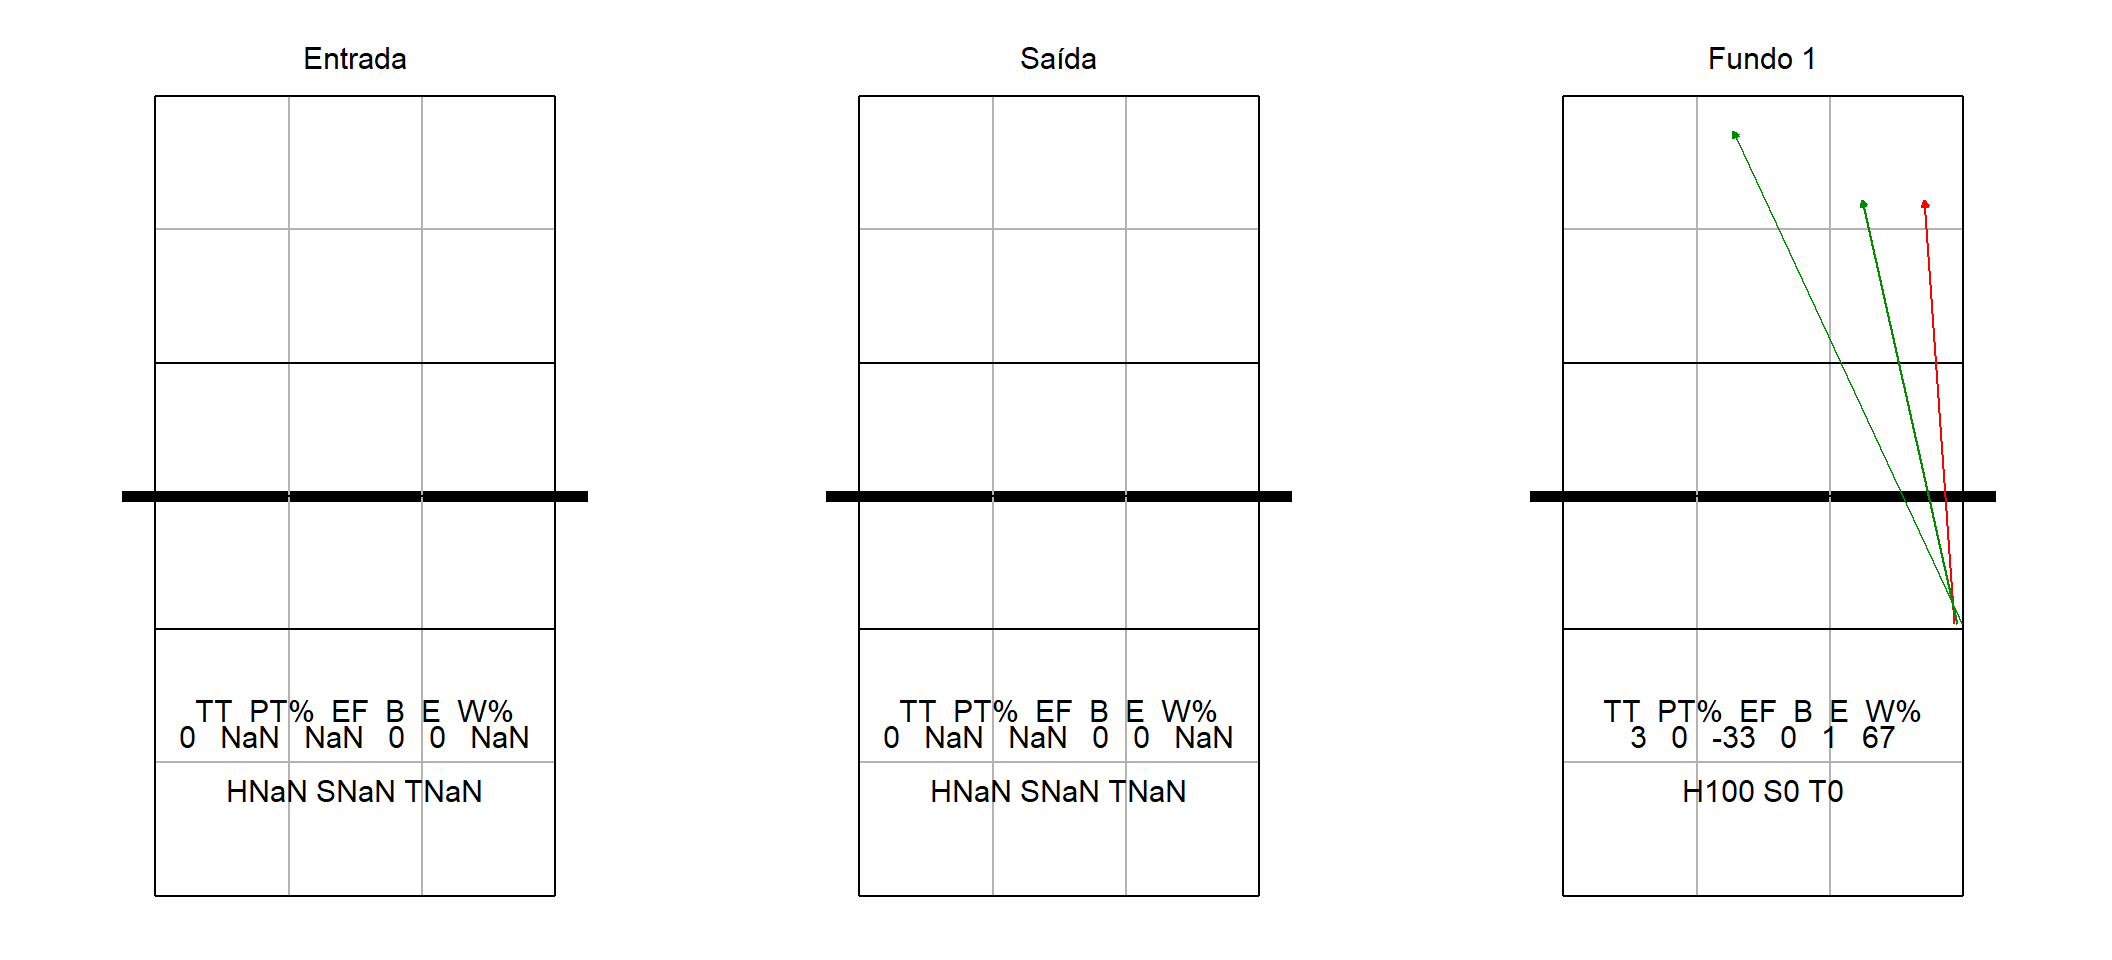 Entrada
TT PT% EF B E W%
0 NaN NaN 0 0 NaN
HNaN SNaN TNaN
Saída
TT PT% EF B E W%
0 NaN NaN 0 0 NaN
HNaN SNaN TNaN
Fundo 1
TT PT% EF B E W%
3 0 -33 0 1 67
H100 S0 T0